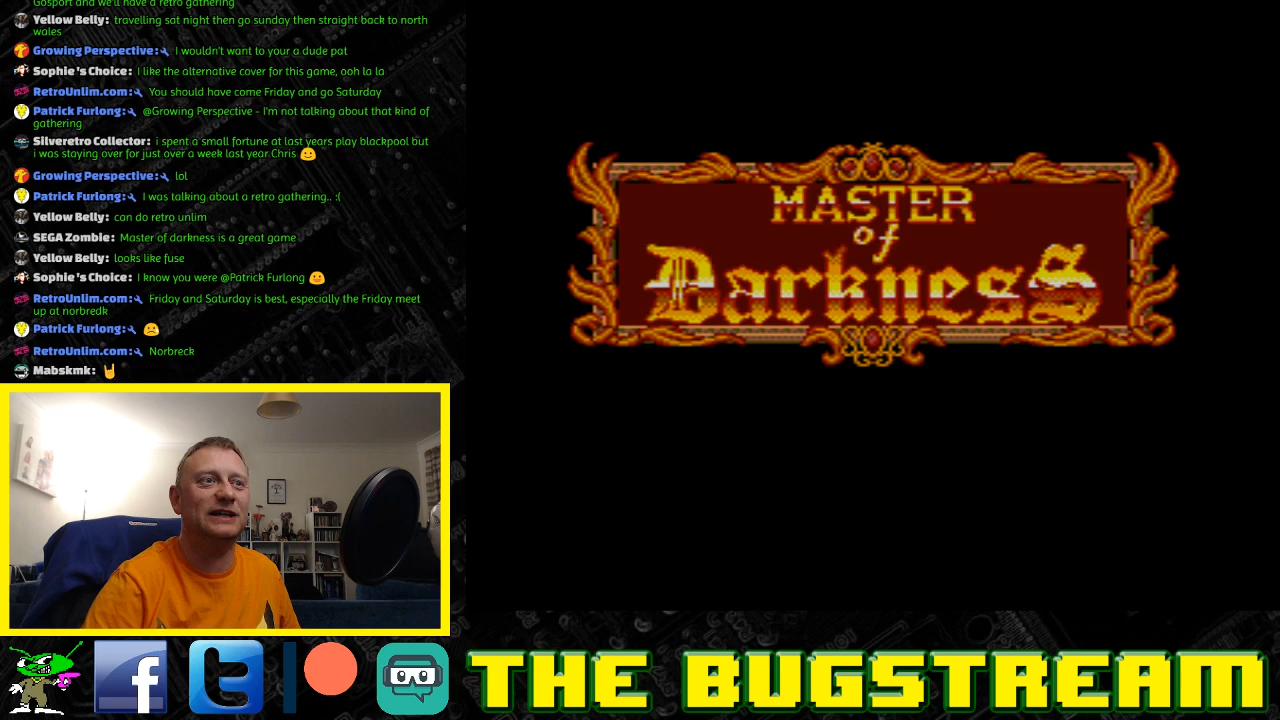 Gosport and we'll have a retro gathering
Yellow Belly: travelling sat night then go sunday then straight back to north
wales
Growing Perspective: I wouldn't want to your a dude pat
Sophie 's Choice: I like the alternative cover for this game, ooh la la
RetroUnlim.com: You should have come Friday and go Saturday
Patrick Furlong: @Growing Perspective - I'm not talking about that kind of
gathering
Silveretro Collector: i spent a small fortune at last years play blackpool but
i was staying over for just over a week last year Chris 🙂
Growing Perspective: lol
Patrick Furlong: I was talking about a retro gathering.. :(
Yellow Belly: can do retro unlim
SEGA Zombie: Master of darkness is a great game
Yellow Belly: looks like fuse
Sophie 's Choice: I know you were @Patrick Furlong 😀
RetroUnlim.com: Friday and Saturday is best, especially the Friday meet
up at norbredk
Patrick Furlong: ☹️
RetroUnlim.com: Norbreck
Mabskmk: 🤘
MASTER
of
DarknesS
THE BUGSTREAM